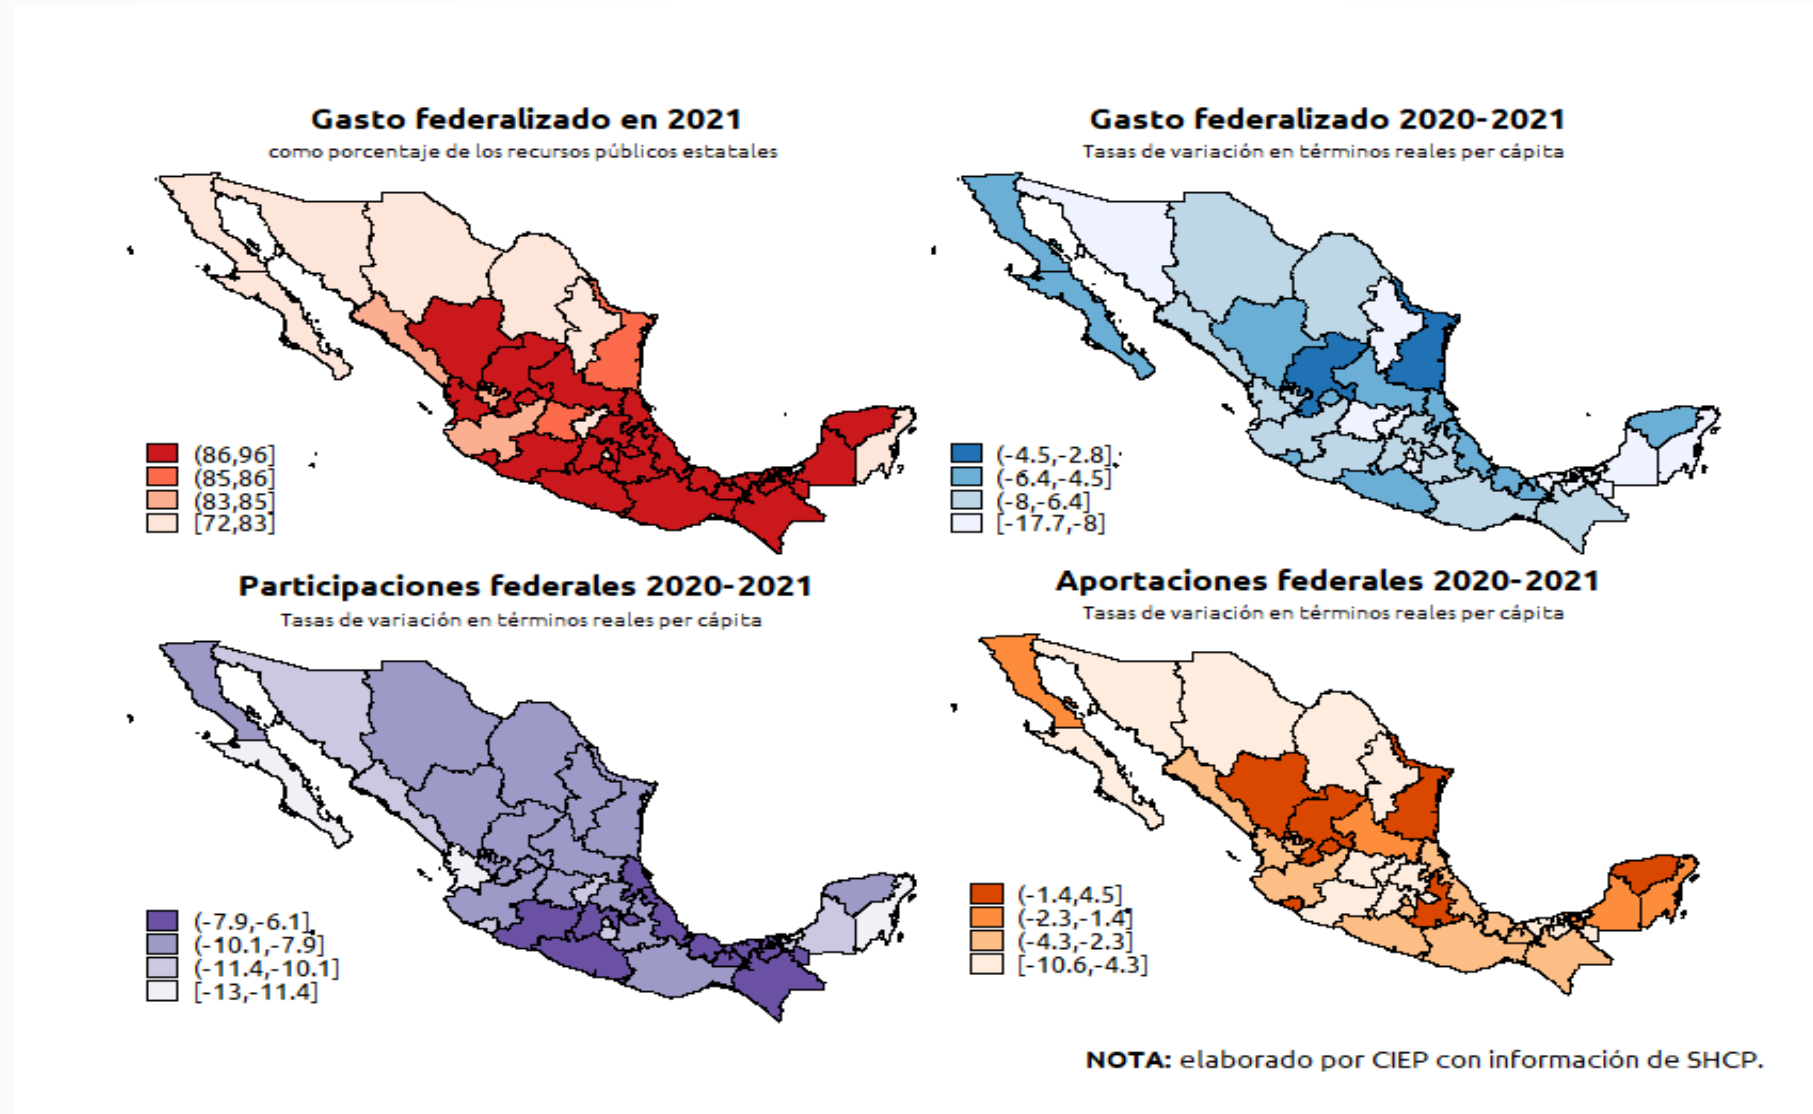 Gasto federalizado en 2021
como porcentaje de los recursos públicos estatales
(86,96]
(85,86]
(83,85]
[72,83]
Gasto federalizado 2020-2021
Tasas de variación en términos reales per cápita
(-4.5,-2.8]
(-6.4,-4.5]
(-8,-6.4]
[-17.7,-8]
Participaciones federales 2020-2021
Tasas de variación en términos reales per cápita
(-7.9,-6.1]
(-10.1,-7.9]
(-11.4,-10.1]
[-13,-11.4]
Aportaciones federales 2020-2021
Tasas de variación en términos reales per cápita
(-1.4,4.5]
(-2.3,-1.4]
(-4.3,-2.3]
[-10.6,-4.3]
NOTA: elaborado por CIEP con información de SHCP.